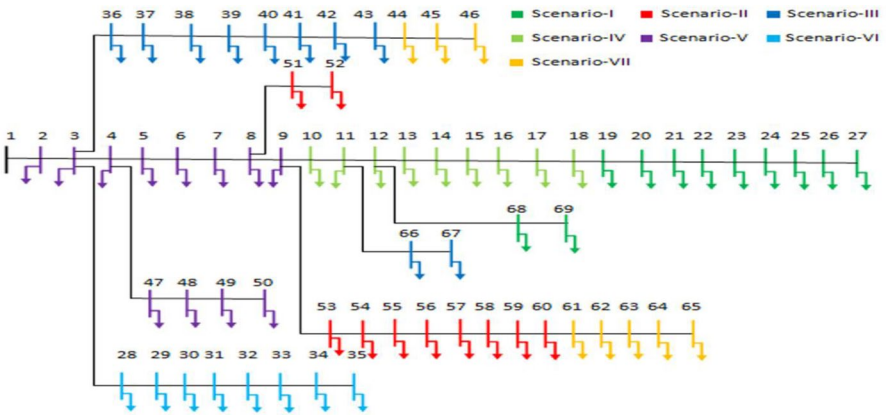 36 37 38 39 40 41 42 43 44 45 46
Scenario-I Scenario-II Scenario-III
Scenario-IV Scenario-V Scenario-VI
Scenario-VII
51 52
1 2 3 4 5 6 7 8 9 10 11 12 13 14 15 16 17 18 19 20 21 22 23 24 25 26 27
68 69
66 67
47 48 49 50
53 54 55 56 57 58 59 60 61 62 63 64 65
28 29 30 31 32 33 34 35